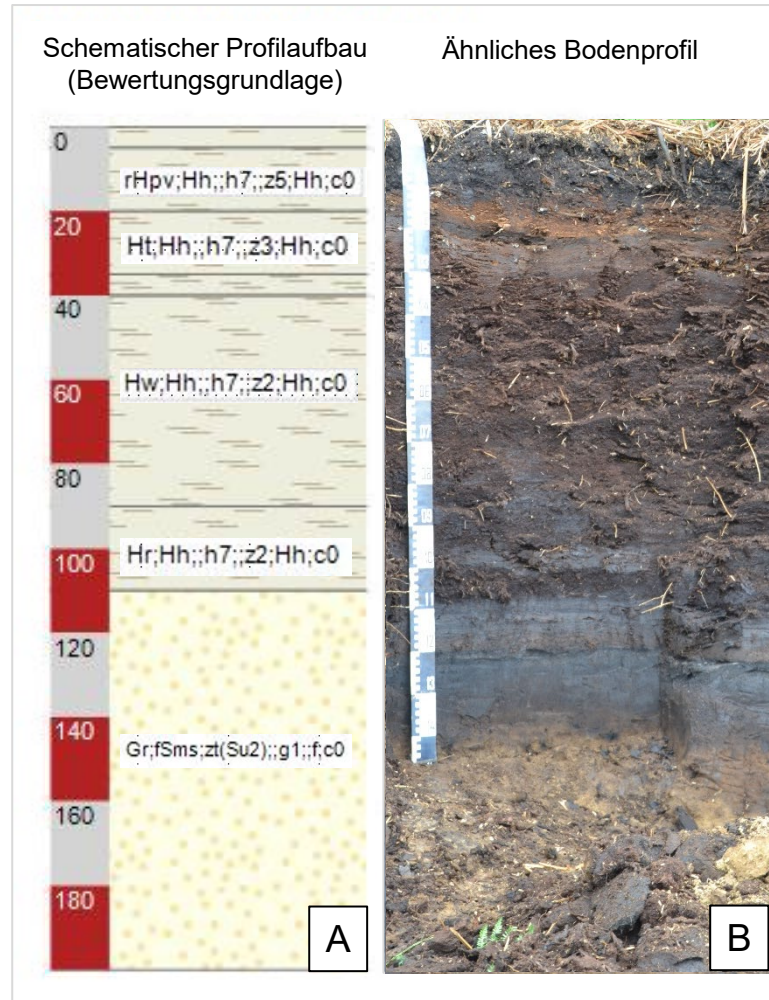 Schematischer Profilaufbau
(Bewertungsgrundlage)
Ähnliches Bodenprofil
0
rHpv;Hh;;h7;;z5;Hh;c0
20
Ht;Hh;;h7;;z3;Hh;c0
40
Hw;Hh;;h7;;z2;Hh;c0
60
80
Hr;Hh;;h7;;z2;Hh;c0
100
120
Gr;fSms;zt(Su2);;g1;;f;c0
140
160
180
A
B